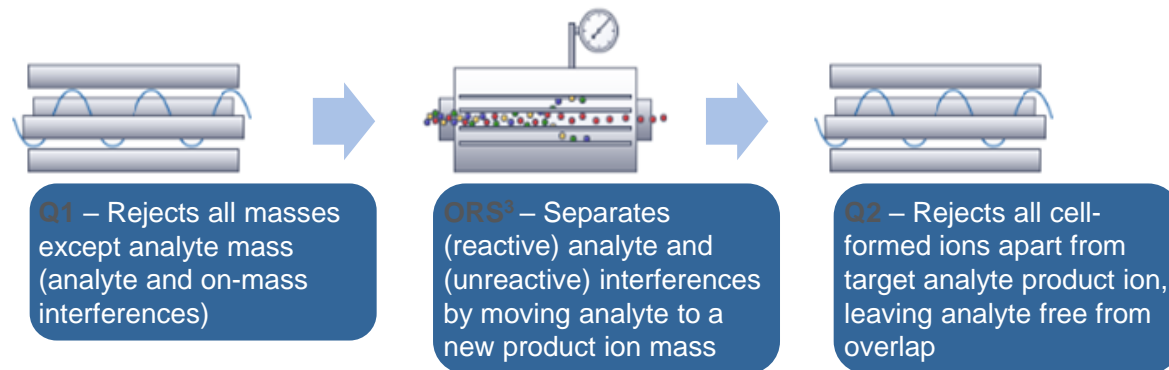 Q1 – Rejects all masses
except analyte mass
(analyte and on-mass
interferences)
ORS³ – Separates
(reactive) analyte and
(unreactive) interferences
by moving analyte to a
new product ion mass
Q2 – Rejects all cell-
formed ions apart from
target analyte product ion,
leaving analyte free from
overlap